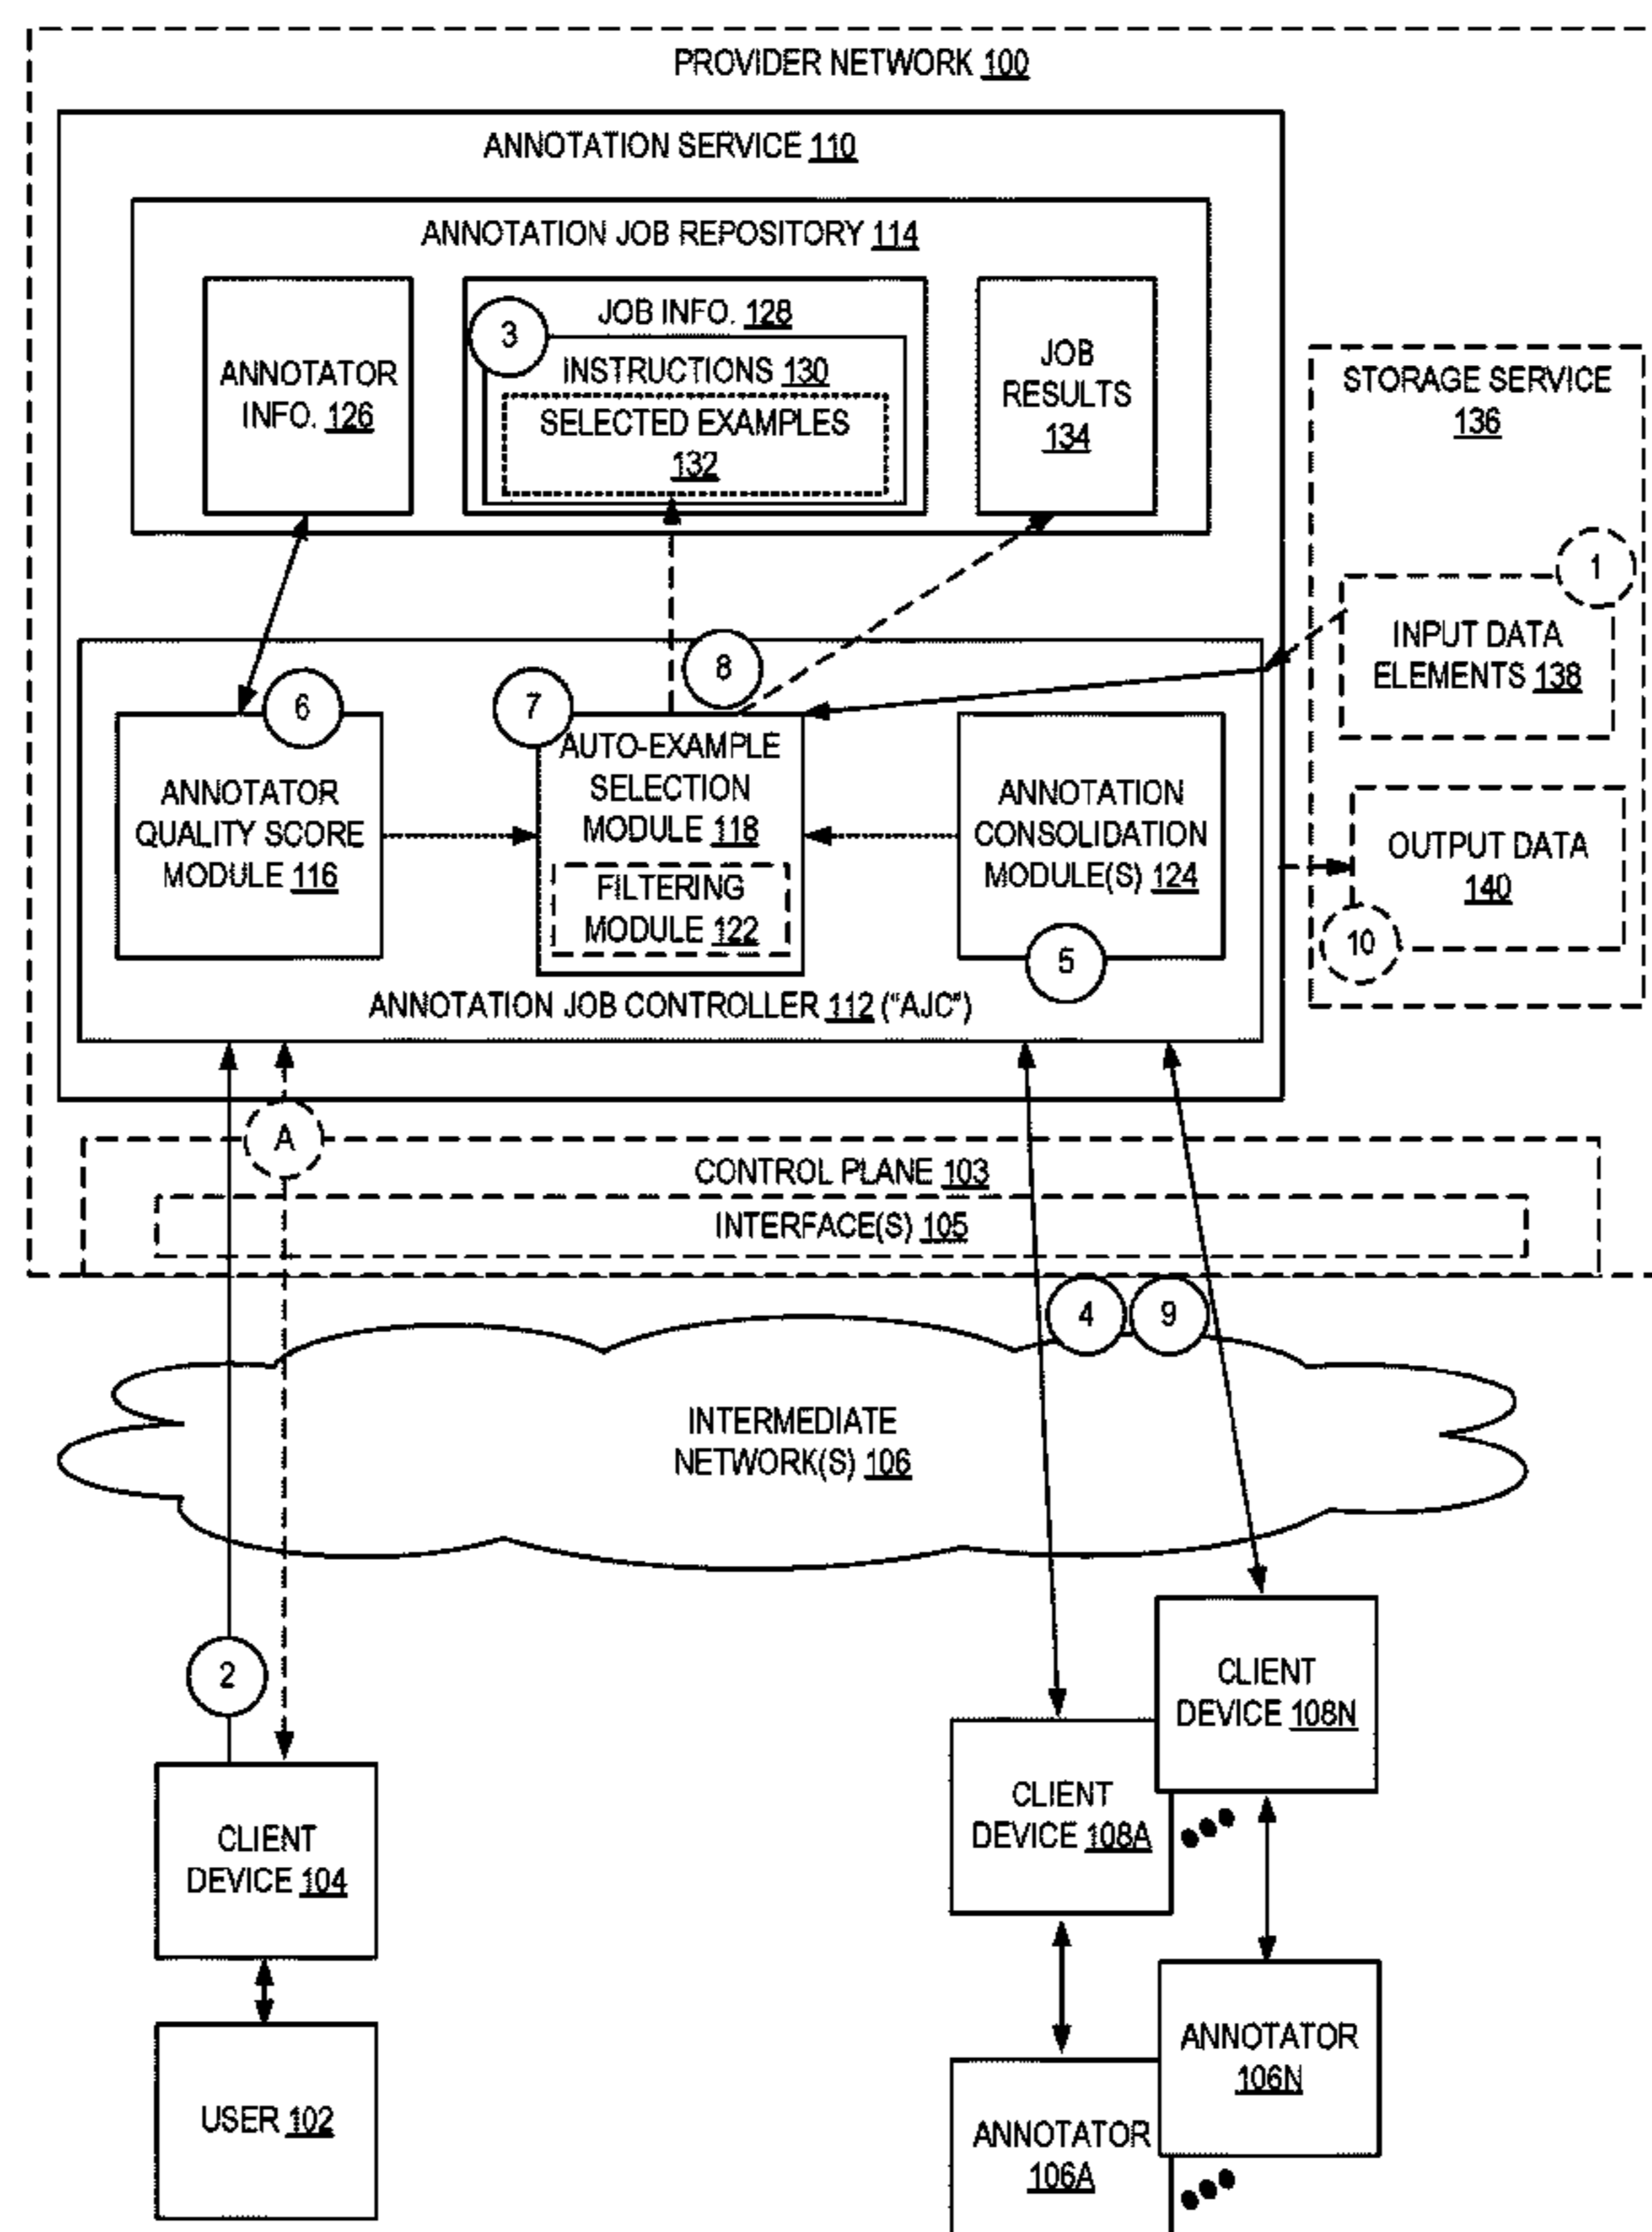 PROVIDER NETWORK 100
ANNOTATION SERVICE 110
ANNOTATION JOB REPOSITORY 114
ANNOTATOR
INFO. 126
3
JOB INFO. 128
INSTRUCTIONS 130
SELECTED EXAMPLES
132
JOB
RESULTS
134
STORAGE SERVICE
136
1
INPUT DATA
ELEMENTS 138
OUTPUT DATA
140
10
6
ANNOTATOR
QUALITY SCORE
MODULE 116
7
8
AUTO-EXAMPLE
SELECTION
MODULE 118
FILTERING
MODULE 122
ANNOTATION
CONSOLIDATION
MODULE(S) 124
5
ANNOTATION JOB CONTROLLER 112 ("AJC")
A
CONTROL PLANE 103
INTERFACE(S) 105
4
9
INTERMEDIATE
NETWORK(S) 106
2
CLIENT
DEVICE 104
USER 102
CLIENT
DEVICE 108N
CLIENT
DEVICE 108A
ANNOTATOR
106N
ANNOTATOR
106A